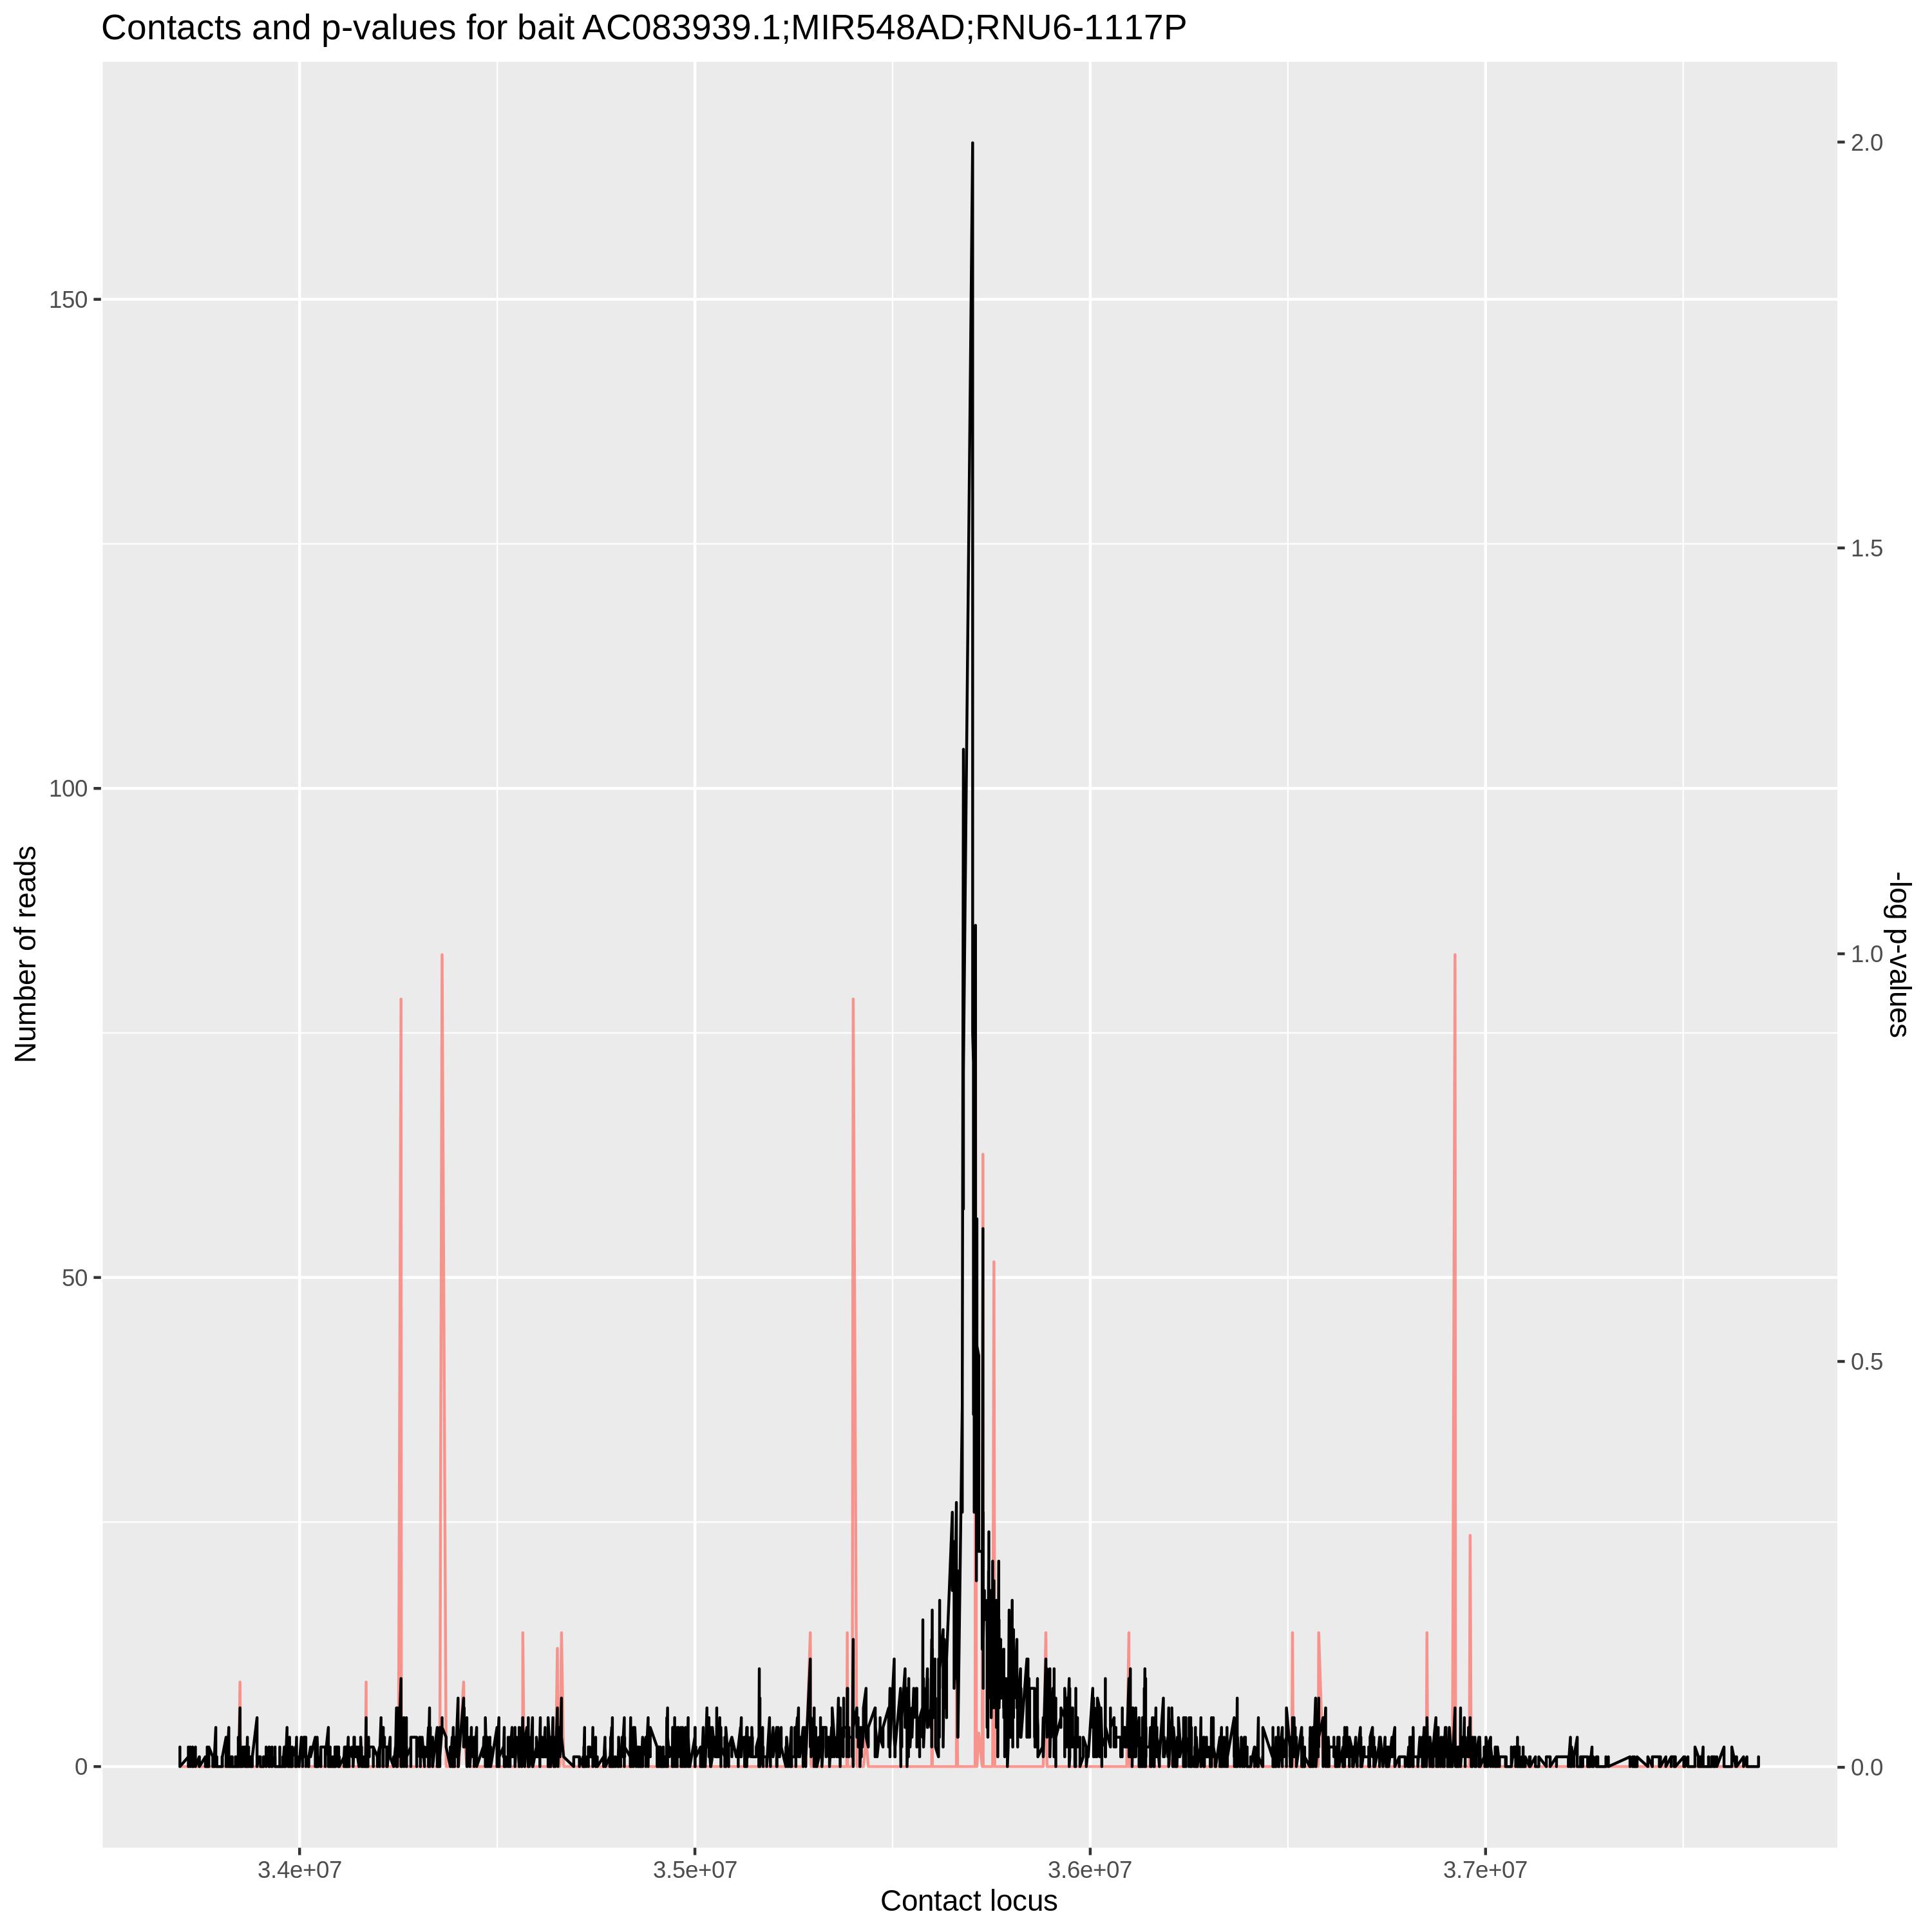 Contacts and p-values for bait AC083939.1;MIR548AD;RNU6-1117P
Number of reads
150
100
50
0
2.0
1.5
1.0
0.5
0.0
-log p-values
3.4e+07
3.5e+07
3.6e+07
3.7e+07
Contact locus